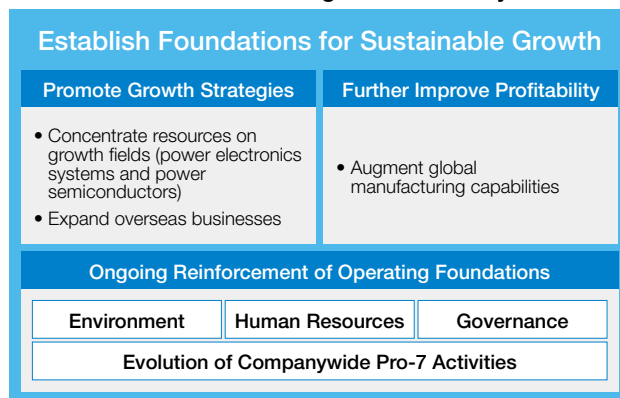 Establish Foundations for Sustainable Growth
Promote Growth Strategies
• Concentrate resources on
growth fields (power electronics
systems and power
semiconductors)
• Expand overseas businesses
Further Improve Profitability
• Augment global
manufacturing capabilities
Ongoing Reinforcement of Operating Foundations
Environment
Human Resources
Governance
Evolution of Companywide Pro-7 Activities